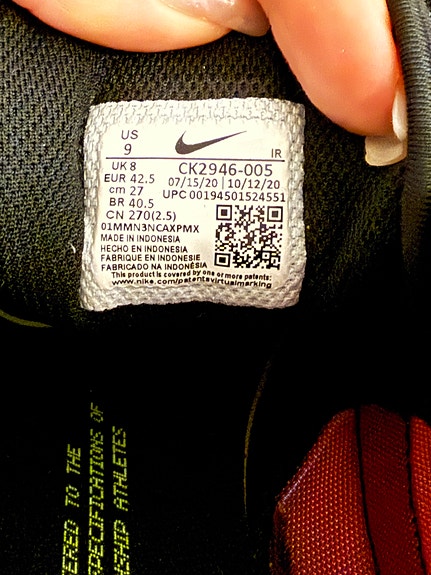 US
9
IR
UK 8
CK2946-005
EUR 42.5
07/15/20 | 10/12/20
cm 27
UPC 00194501524551
BR 40.5
CN 270(2.5)
01MMN3NCAXPMX
MADE IN INDONESIA
HECHO EN INDONESIA
FABRIQUE EN INDONESIE
FABRICADO NA INDONÉSIA
This product is covered by one or more patents:
www.nike.com/patentsvirtualmarking
ERED TO THE
SPECIFICATIONS OF
SHIP ATHLETES